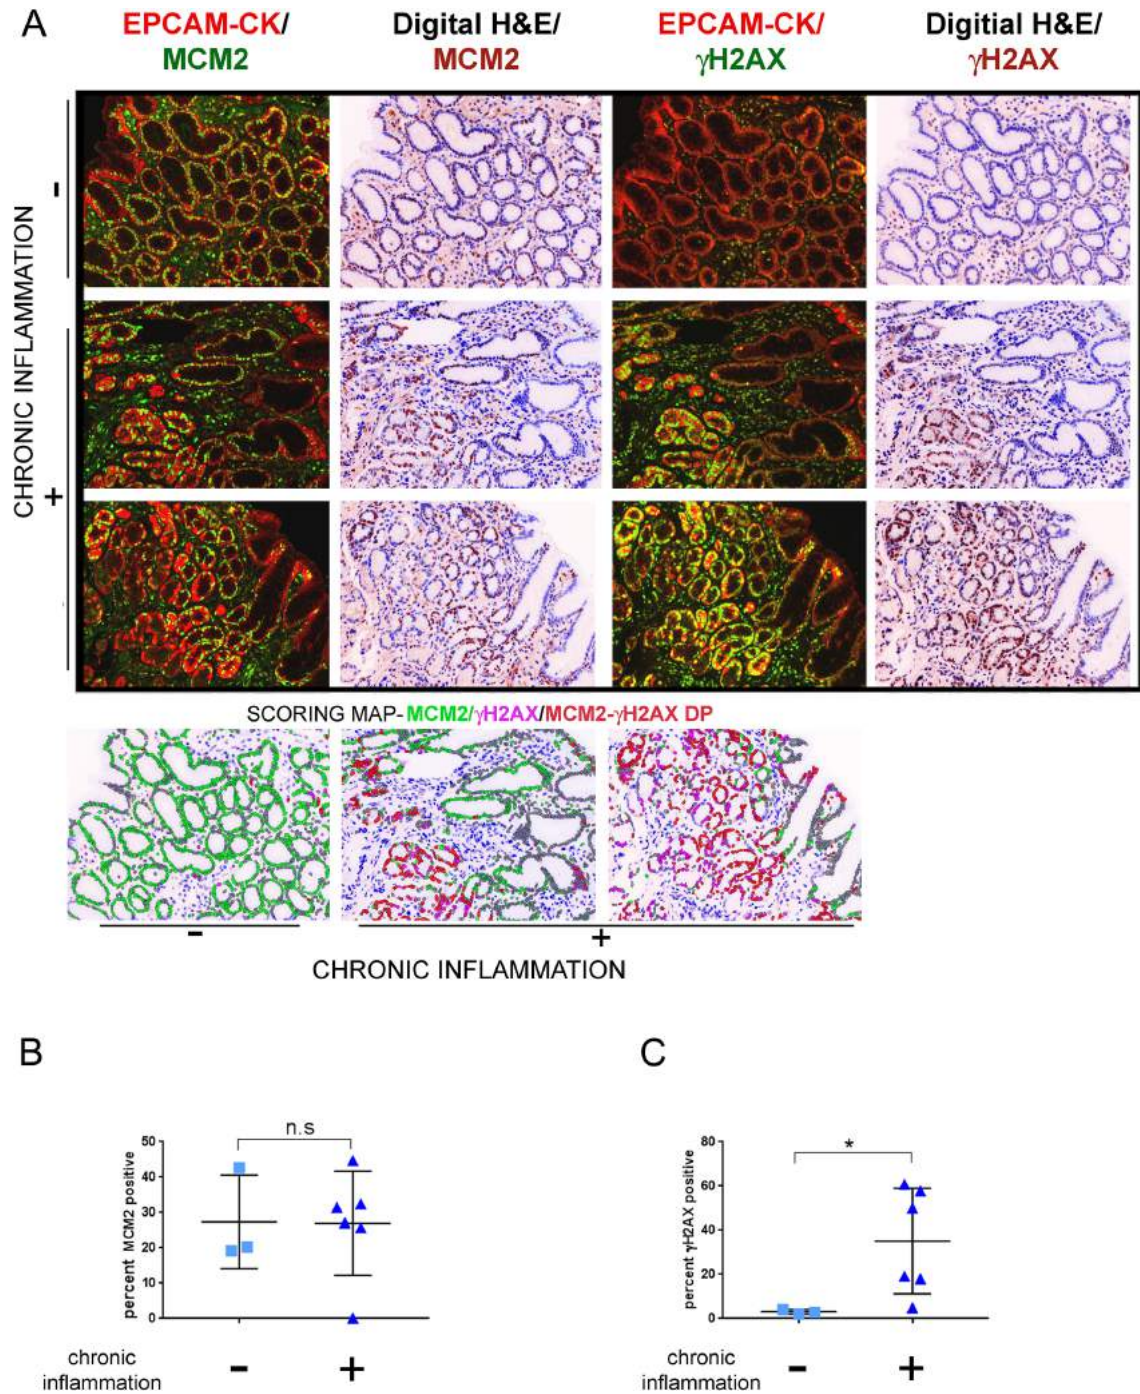 A
EPCAM-CK/
MCM2
Digital H&E/
MCM2
EPCAM-CK/
γH2AX
Digitial H&E/
γH2AX
CHRONIC INFLAMMATION
-
+
SCORING MAP-MCM2/γH2AX/MCM2-γH2AX DP
-
+
CHRONIC INFLAMMATION
B
n.s
percent MCM2 positive
50
40
30
20
10
0
chronic
inflammation
-
+
C
*
percent γH2AX positive
80
60
40
20
0
chronic
inflammation
-
+